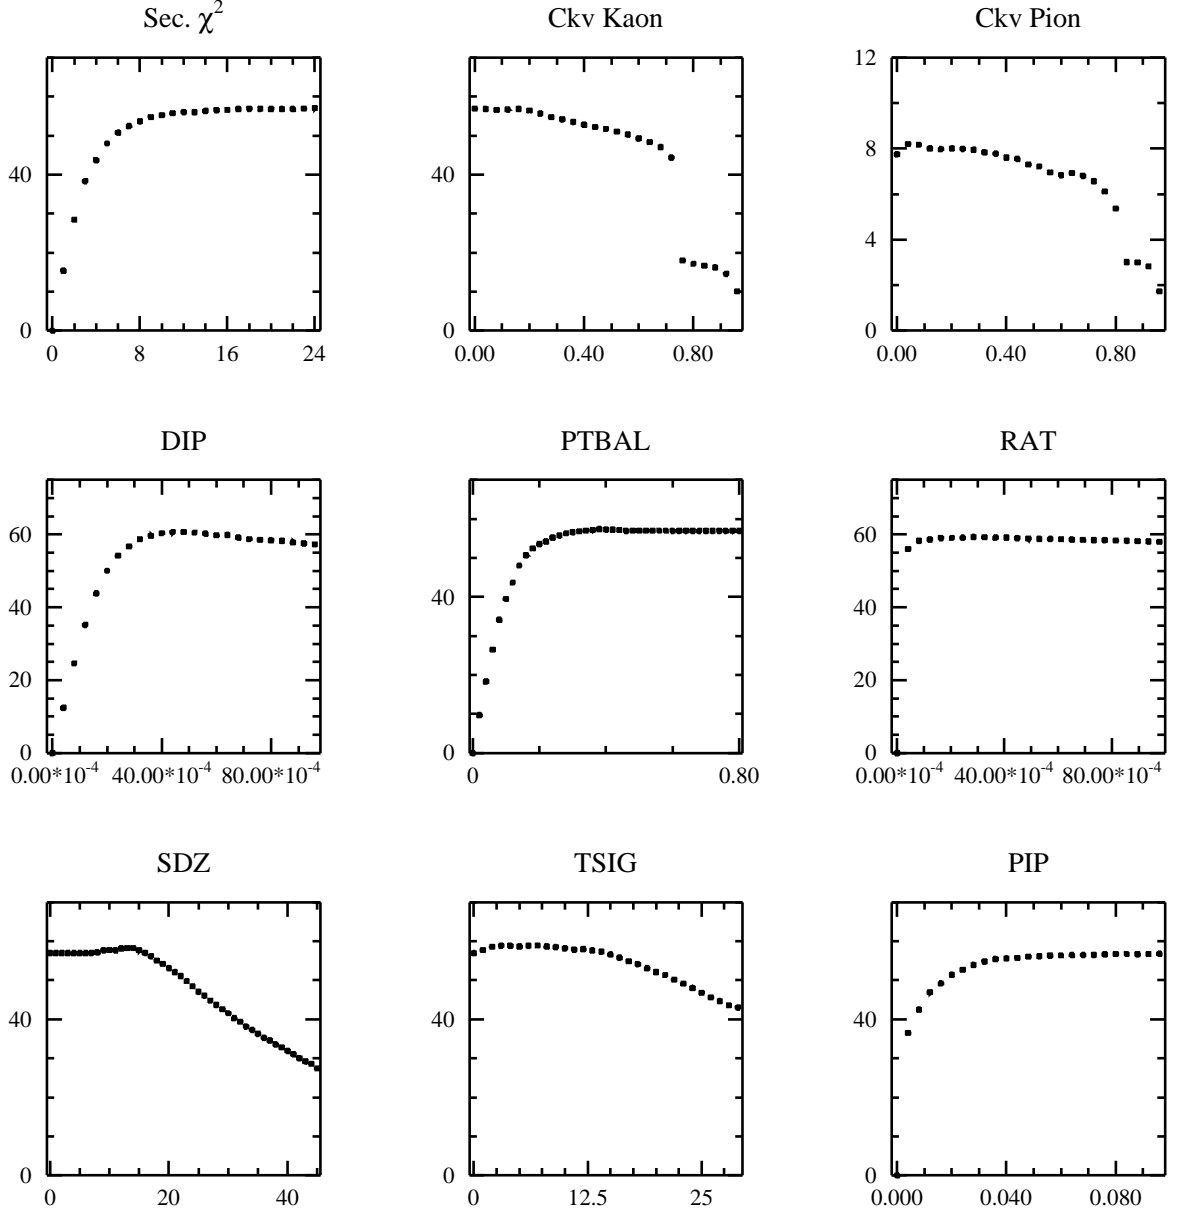 Sec. χ² Ckv Kaon Ckv Pion
12
8
40 40
4
0 0 0
0 8 16 24 0.00 0.40 0.80 0.00 0.40 0.80
DIP PTBAL RAT
60 60
40 40 40
20 20
0 0 0
0.00*10⁻⁴ 40.00*10⁻⁴ 80.00*10⁻⁴ 0 0.80 0.00*10⁻⁴ 40.00*10⁻⁴ 80.00*10⁻⁴
SDZ TSIG PIP
40 40 40
0 0 0
0 20 40 0 12.5 25 0.000 0.040 0.080